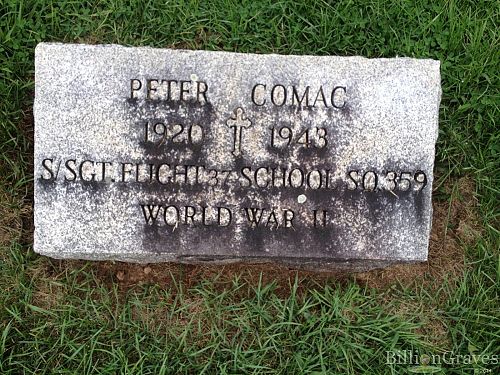 PETER COMAC
1920 1943
S/SGT. FLIGHT 37 SCHOOL SQ. 359
WORLD WAR II
BillionGraves